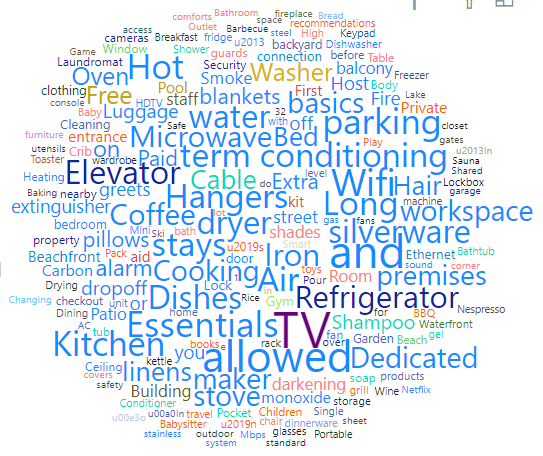 comforts Bathroom space fireplace Bread
access Outlet Barbecue steel High recommendations Keypad
cameras Breakfast fridge u2013 backyard Dishwasher
Game Window Shower guards connection before Table
Laundromat Oven Hot Security Smoke Washer balcony Freezer
clothing Free Pool staff blankets First Host Body Lake
console HDTV basics Fire Private
Baby Luggage water 32 parking closet
Cleaning Safe Microwave Bed with off
furniture entrance Play gates u2013in
utensils Crib on Paid term conditioning Sauna
Toaster wardrobe Elevator Wifi Shared
Heating Cable do Extra level Hair Lockbox
Baking nearby greets Hangers kit Long machine garage
extinguisher Coffee lot dryer street gas fans workspace
bedroom Mini Ski bath shades silverware
property pillows stays u2019s Iron and Ethernet Bathtub
Beachfront Pack aid Smart door sound corner
Carbon alarm Cooking Air toys Room premises
Drying dropoff n Lock in Pour
Changing checkout unit or Dishes Rice Gym Refrigerator Nespresso
Dining Patio home for BBQ
AC tub Essentials TV Shampoo Waterfront
Kitchen books e rack fan over Garden Beach gel
kettle you allowed Dedicated
Ceiling covers linens maker darkening soap products
safety Building stove monoxide grill Wine Netflix
Conditioner storage
u00e3o u00a0In travel Pocket Children Single sheet
Babysitter u2019n chair dinnerware
stainless outdoor Mbps glasses Portable
system standard